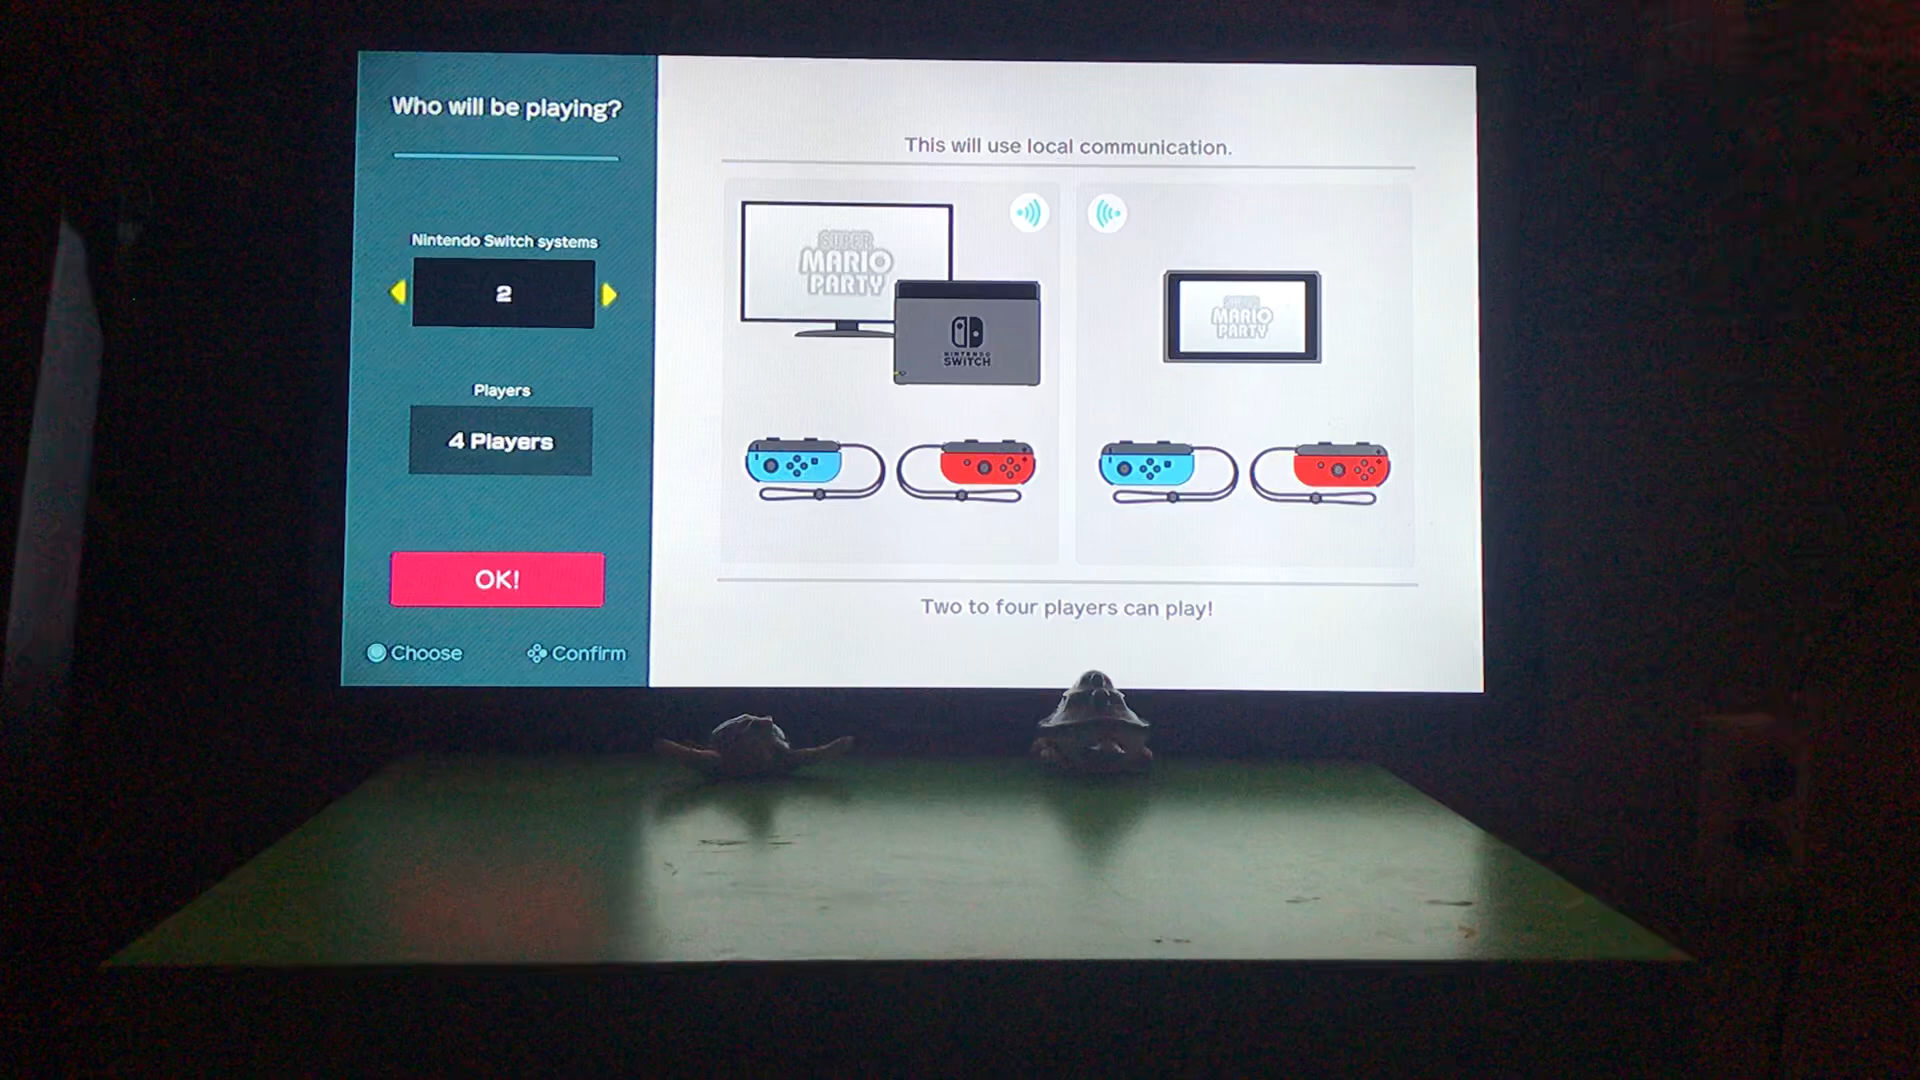 Who will be playing?
Nintendo Switch systems
2
Players
4 Players
OK!
Choose
Confirm
This will use local communication.
SUPER
MARIO
PARTY
NINTENDO
SWITCH
SUPER
MARIO
PARTY
Two to four players can play!